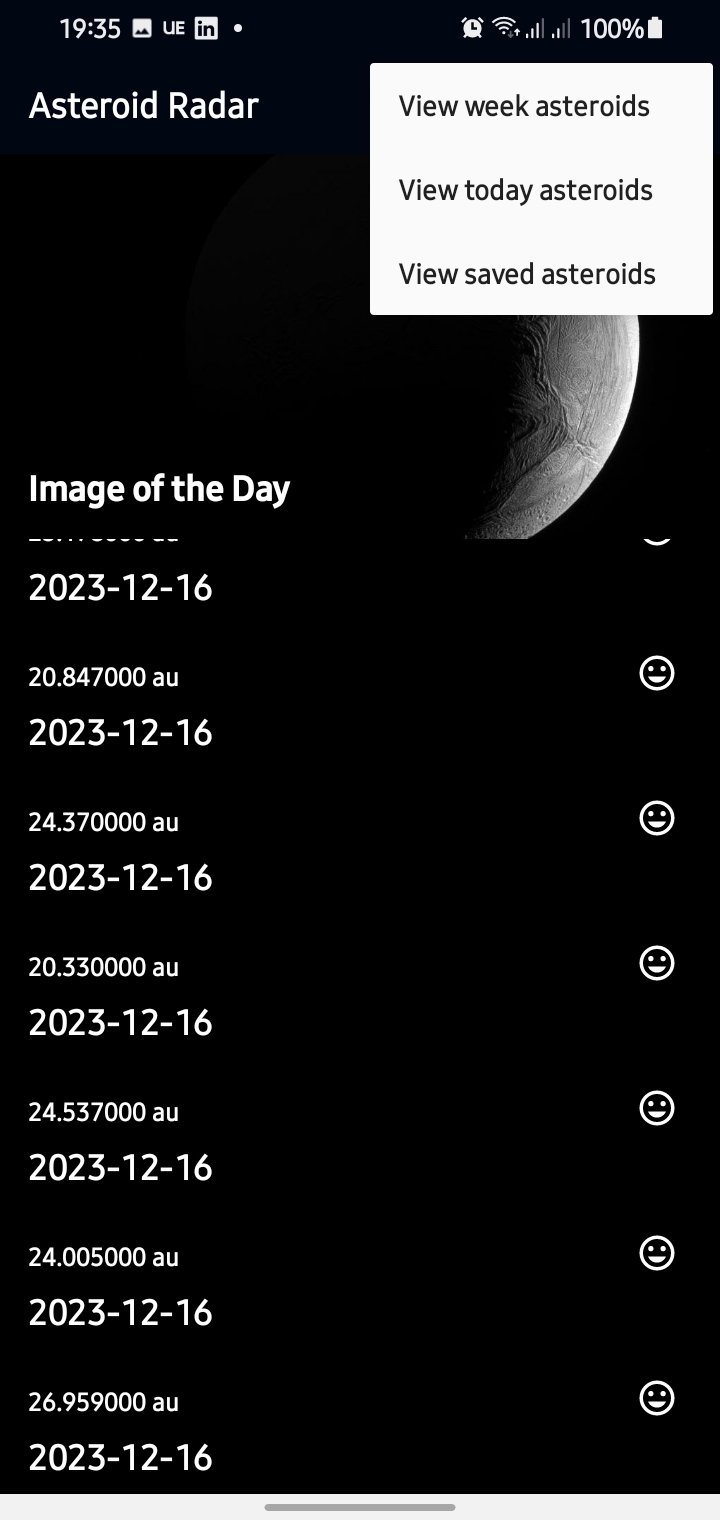 19:35 UE in 100%
Asteroid Radar
View week asteroids
View today asteroids
View saved asteroids
Image of the Day
2023-12-16
20.847000 au
2023-12-16
24.370000 au
2023-12-16
20.330000 au
2023-12-16
24.537000 au
2023-12-16
24.005000 au
2023-12-16
26.959000 au
2023-12-16